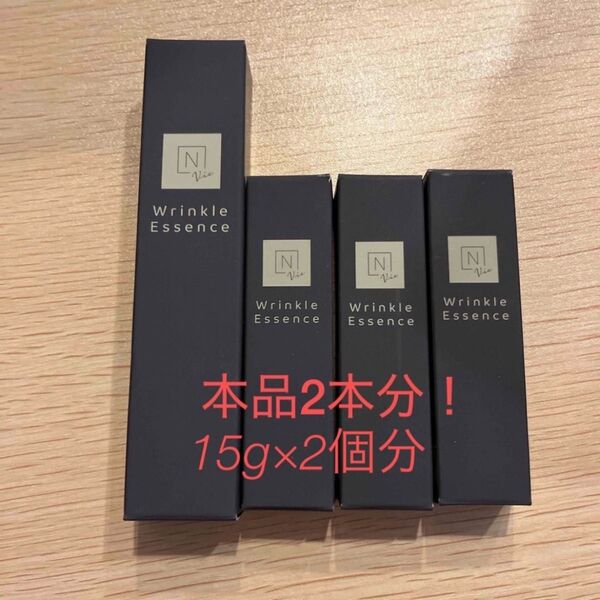 N
Vie
Wrinkle
Essence
N
Vie
Wrinkle
Essence
N
Vie
Wrinkle
Essence
N
Vie
Wrinkle
Essence
本品2本分！
15g×2個分